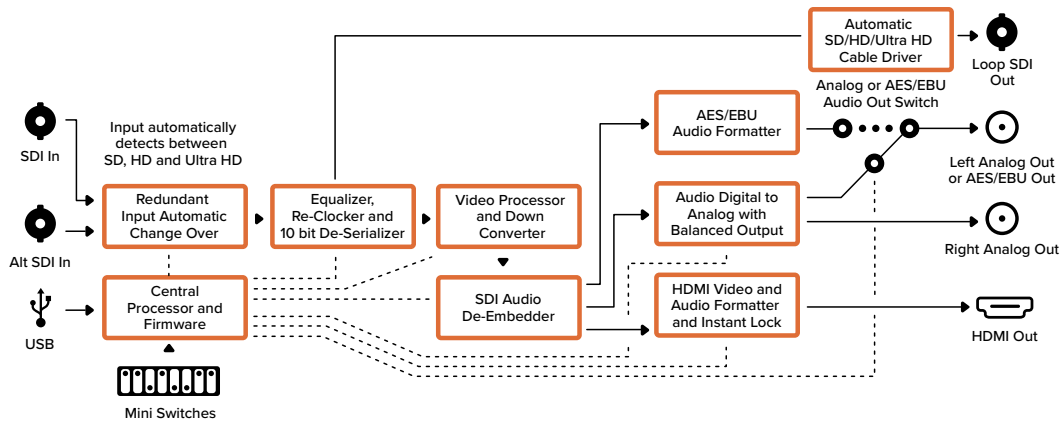 Automatic
SD/HD/Ultra HD
Cable Driver
Loop SDI
Out
Analog or AES/EBU
Audio Out Switch
AES/EBU
Audio Formatter
SDI In
Input automatically
detects between
SD, HD and Ultra HD
Left Analog Out
or AES/EBU Out
Redundant
Input Automatic
Change Over
Equalizer,
Re-Clocker and
10 bit De-Serializer
Video Processor
and Down
Converter
Audio Digital to
Analog with
Balanced Output
Alt SDI In
Right Analog Out
Central
Processor and
Firmware
SDI Audio
De-Embedder
HDMI Video and
Audio Formatter
and Instant Lock
USB
HDMI Out
Mini Switches